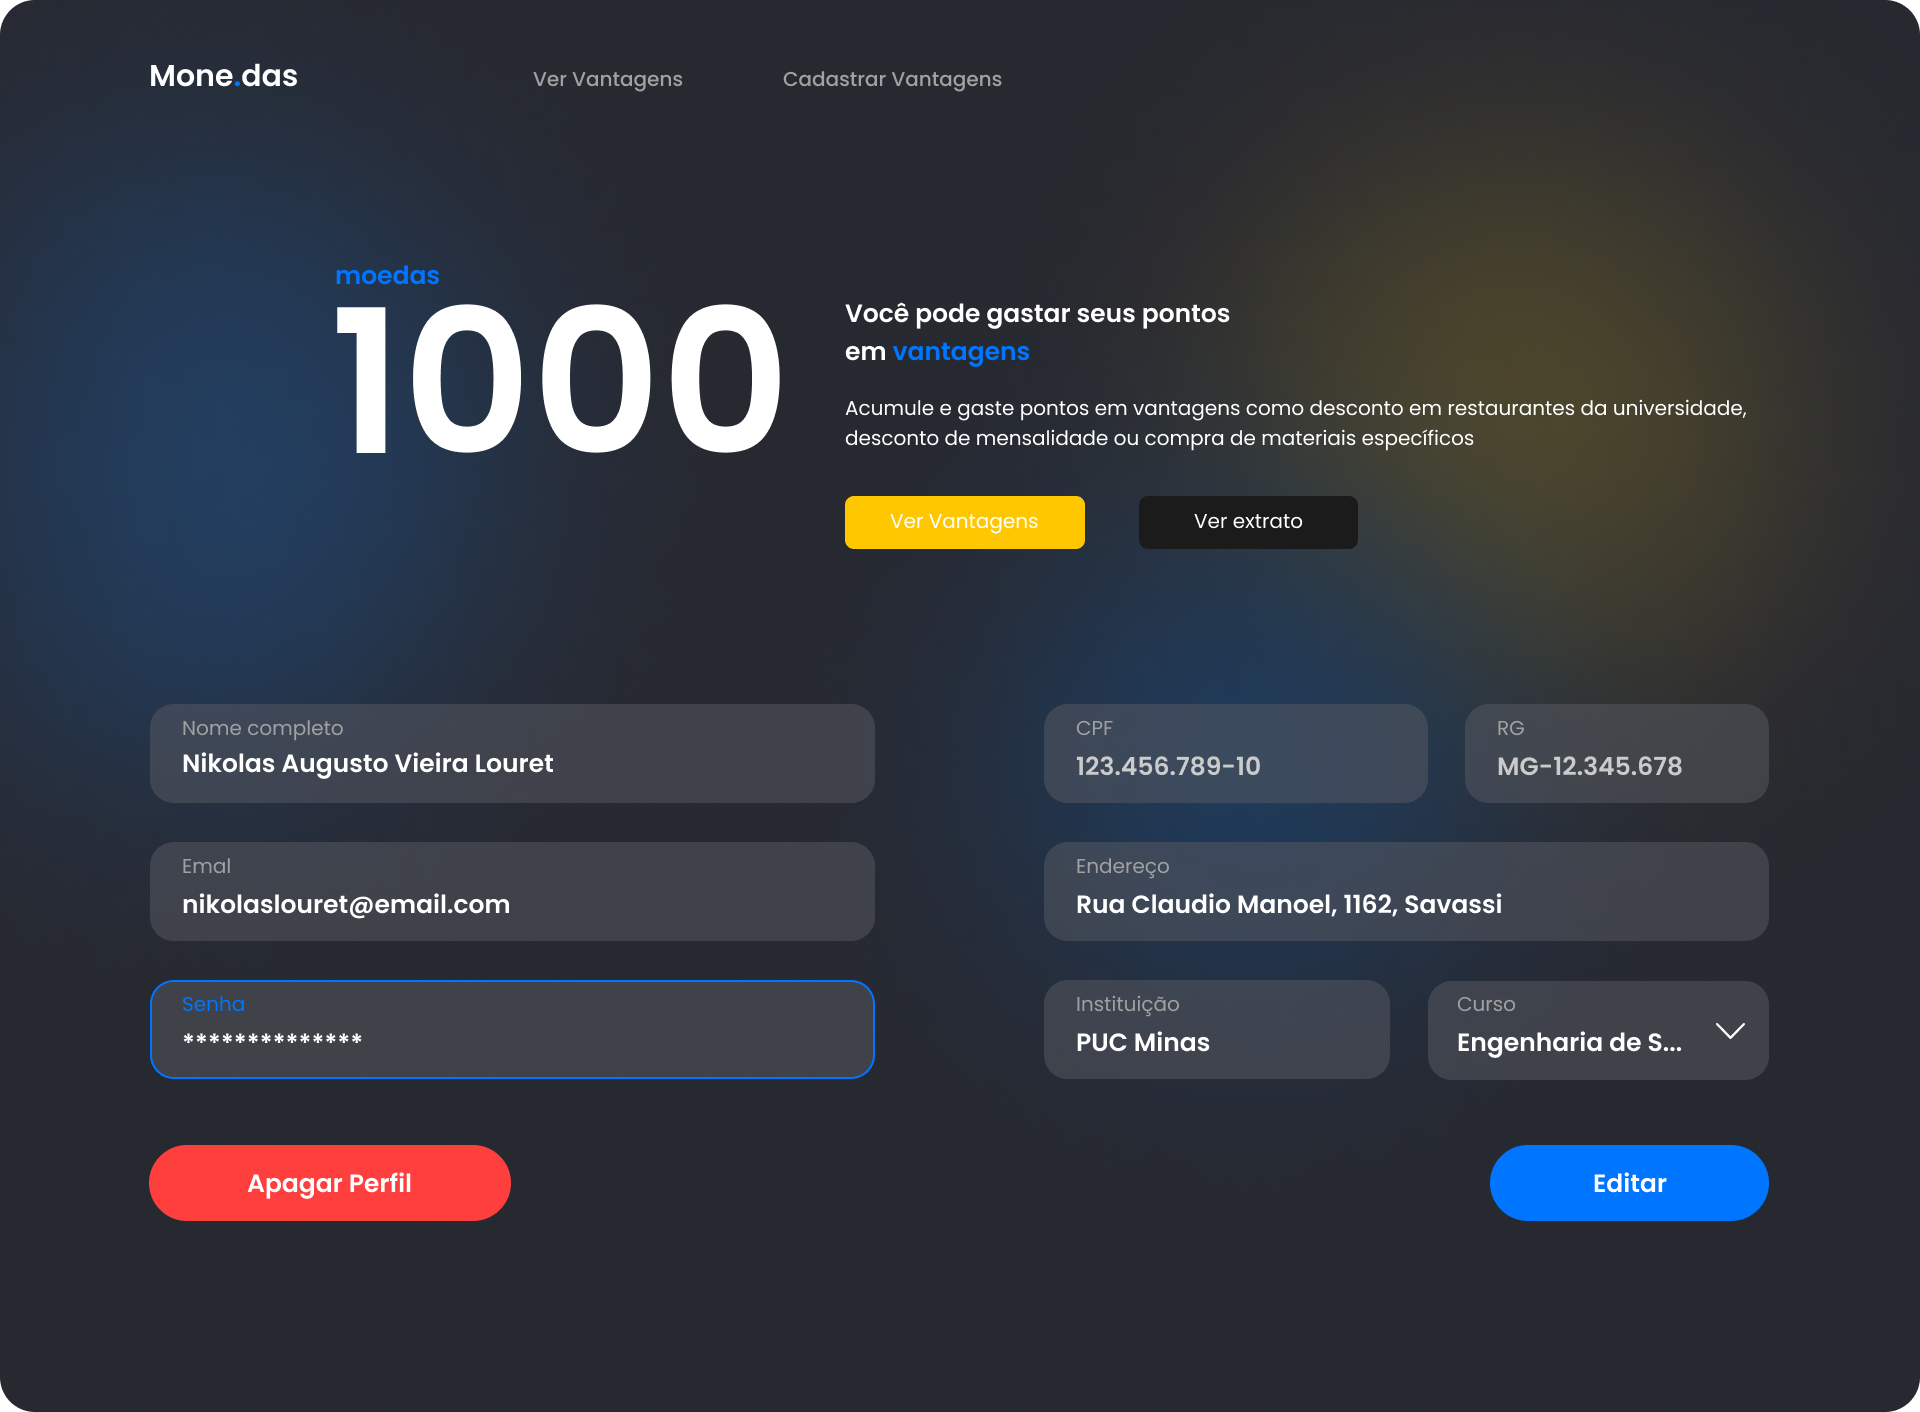 Mone.das
Ver Vantagens
Cadastrar Vantagens
moedas
1000
Você pode gastar seus pontos
em vantagens
Acumule e gaste pontos em vantagens como desconto em restaurantes da universidade,
desconto de mensalidade ou compra de materiais específicos
Ver Vantagens
Ver extrato
Nome completo
Nikolas Augusto Vieira Louret
CPF
123.456.789-10
RG
MG-12.345.678
Emal
nikolaslouret@email.com
Endereço
Rua Claudio Manoel, 1162, Savassi
Senha
**************
Instituição
PUC Minas
Curso
Engenharia de S...
Apagar Perfil
Editar